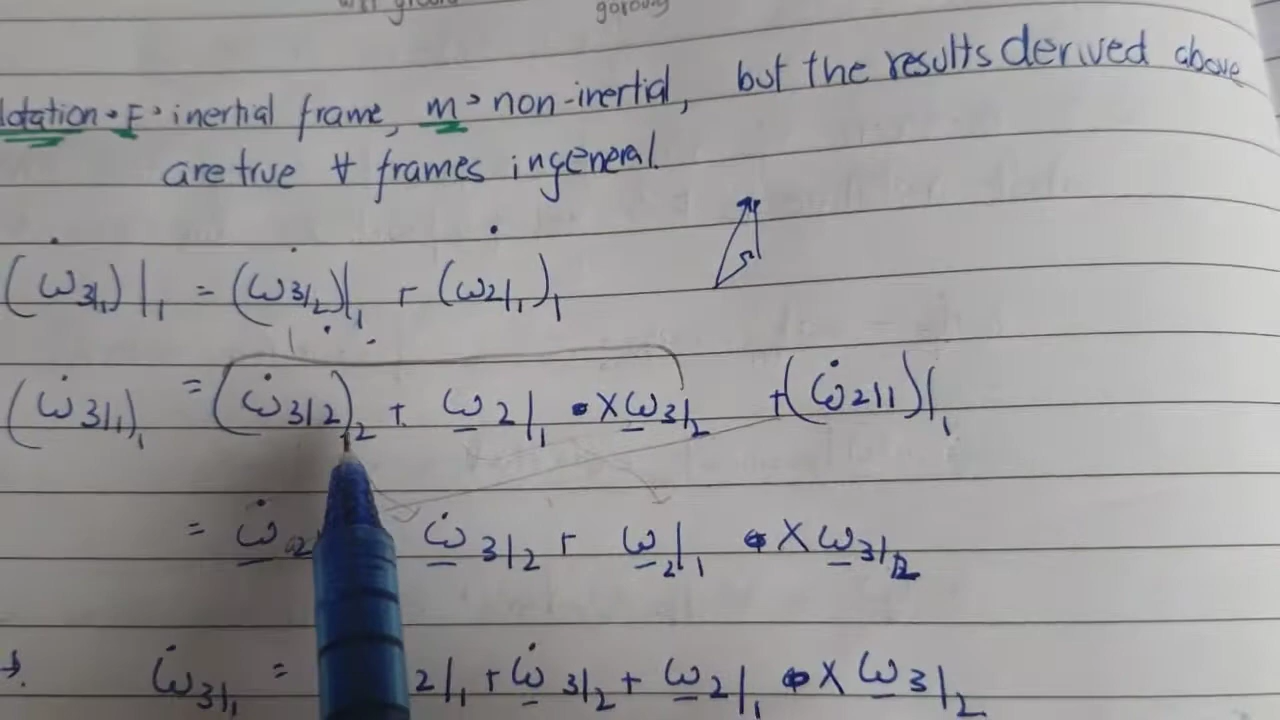 Notation • F → inertial frame, m → non-inertial, but the results derived above
are true ∀ frames in general.
(ω̇3/1)|1 = (ω̇3/2)|1 + (ω̇2/1)1
(ω̇3/1)1 = (ω̇3/2)2 + ω2/1 × ω3/2 + (ω̇2/1)|1
= ω̇2 ω̇3/2 + ω2/1 × ω3/2
→. ω̇3/1 = 2/1 + ω̇3/2 + ω2/1 × ω3/2